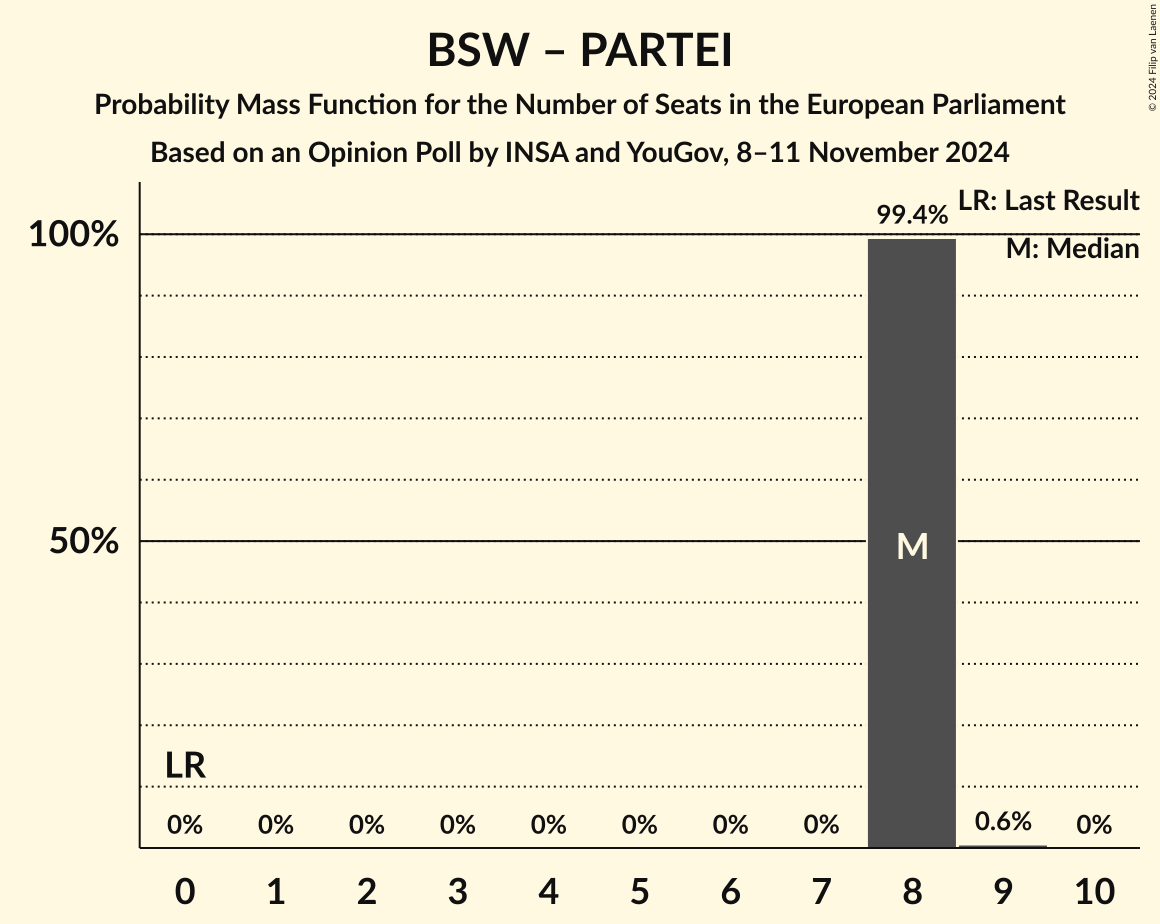 BSW – PARTEI
Probability Mass Function for the Number of Seats in the European Parliament
Based on an Opinion Poll by INSA and YouGov, 8–11 November 2024
© 2024 Filip van Laenen
LR: Last Result
M: Median
100%
50%
99.4%
M
LR
0% 0% 0% 0% 0% 0% 0% 0% 0.6% 0%
0 1 2 3 4 5 6 7 8 9 10